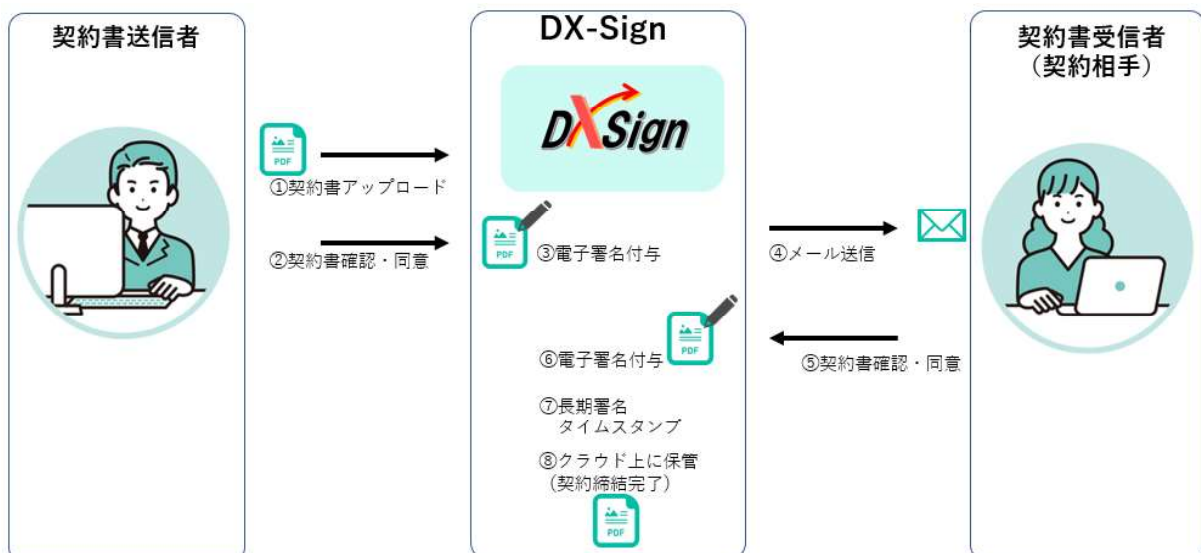 契約書送信者
DX-Sign
契約書受信者
（契約相手）
DXSign
PDF
①契約書アップロード
②契約書確認・同意
PDF
③電子署名付与
④メール送信
PDF
⑥電子署名付与
⑤契約書確認・同意
⑦長期署名
タイムスタンプ
⑧クラウド上に保管
（契約締結完了）
PDF